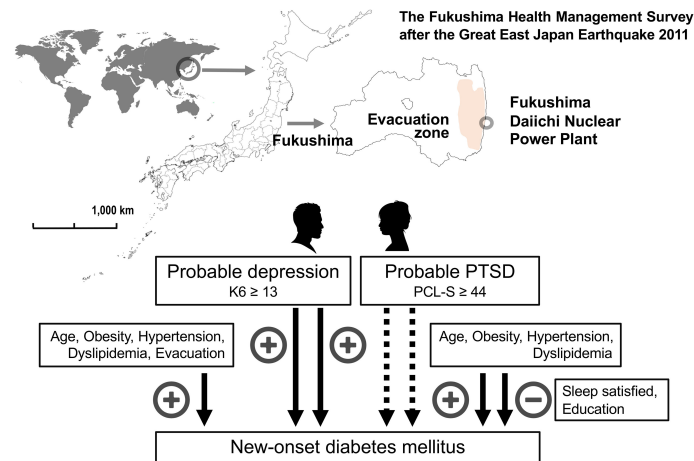 The Fukushima Health Management Survey
after the Great East Japan Earthquake 2011
Evacuation
zone
Fukushima
Daiichi Nuclear
Power Plant
Fukushima
1,000 km
Probable depression
K6 ≥ 13
Probable PTSD
PCL-S ≥ 44
Age, Obesity, Hypertension,
Dyslipidemia, Evacuation
Age, Obesity, Hypertension,
Dyslipidemia
Sleep satisfied,
Education
New-onset diabetes mellitus